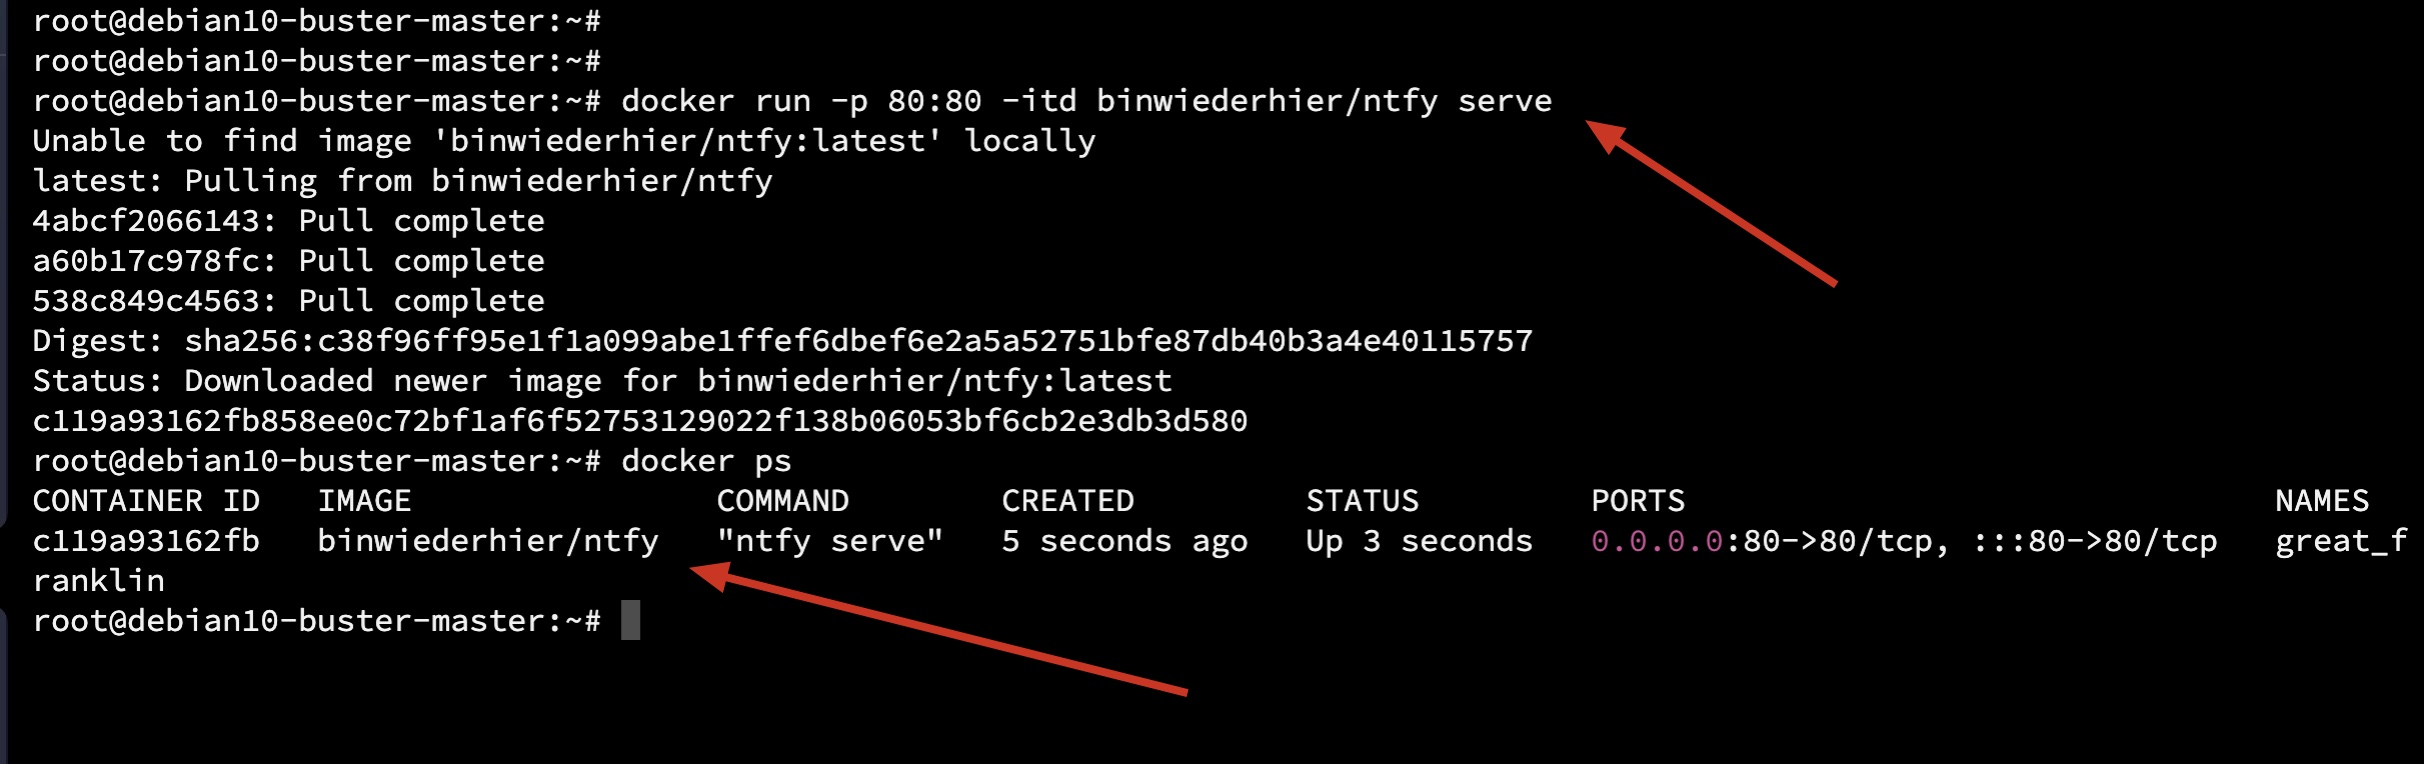 root@debian10-buster-master:~#
root@debian10-buster-master:~#
root@debian10-buster-master:~# docker run -p 80:80 -itd binwiederhier/ntfy serve
Unable to find image 'binwiederhier/ntfy:latest' locally
latest: Pulling from binwiederhier/ntfy
4abcf2066143: Pull complete
a60b17c978fc: Pull complete
538c849c4563: Pull complete
Digest: sha256:c38f96ff95e1f1a099abe1ffef6dbef6e2a5a52751bfe87db40b3a4e40115757
Status: Downloaded newer image for binwiederhier/ntfy:latest
c119a93162fb858ee0c72bf1af6f52753129022f138b06053bf6cb2e3db3d580
root@debian10-buster-master:~# docker ps
CONTAINER ID   IMAGE                COMMAND        CREATED         STATUS         PORTS                               NAMES
c119a93162fb   binwiederhier/ntfy   "ntfy serve"   5 seconds ago   Up 3 seconds   0.0.0.0:80->80/tcp, :::80->80/tcp   great_f
ranklin
root@debian10-buster-master:~#